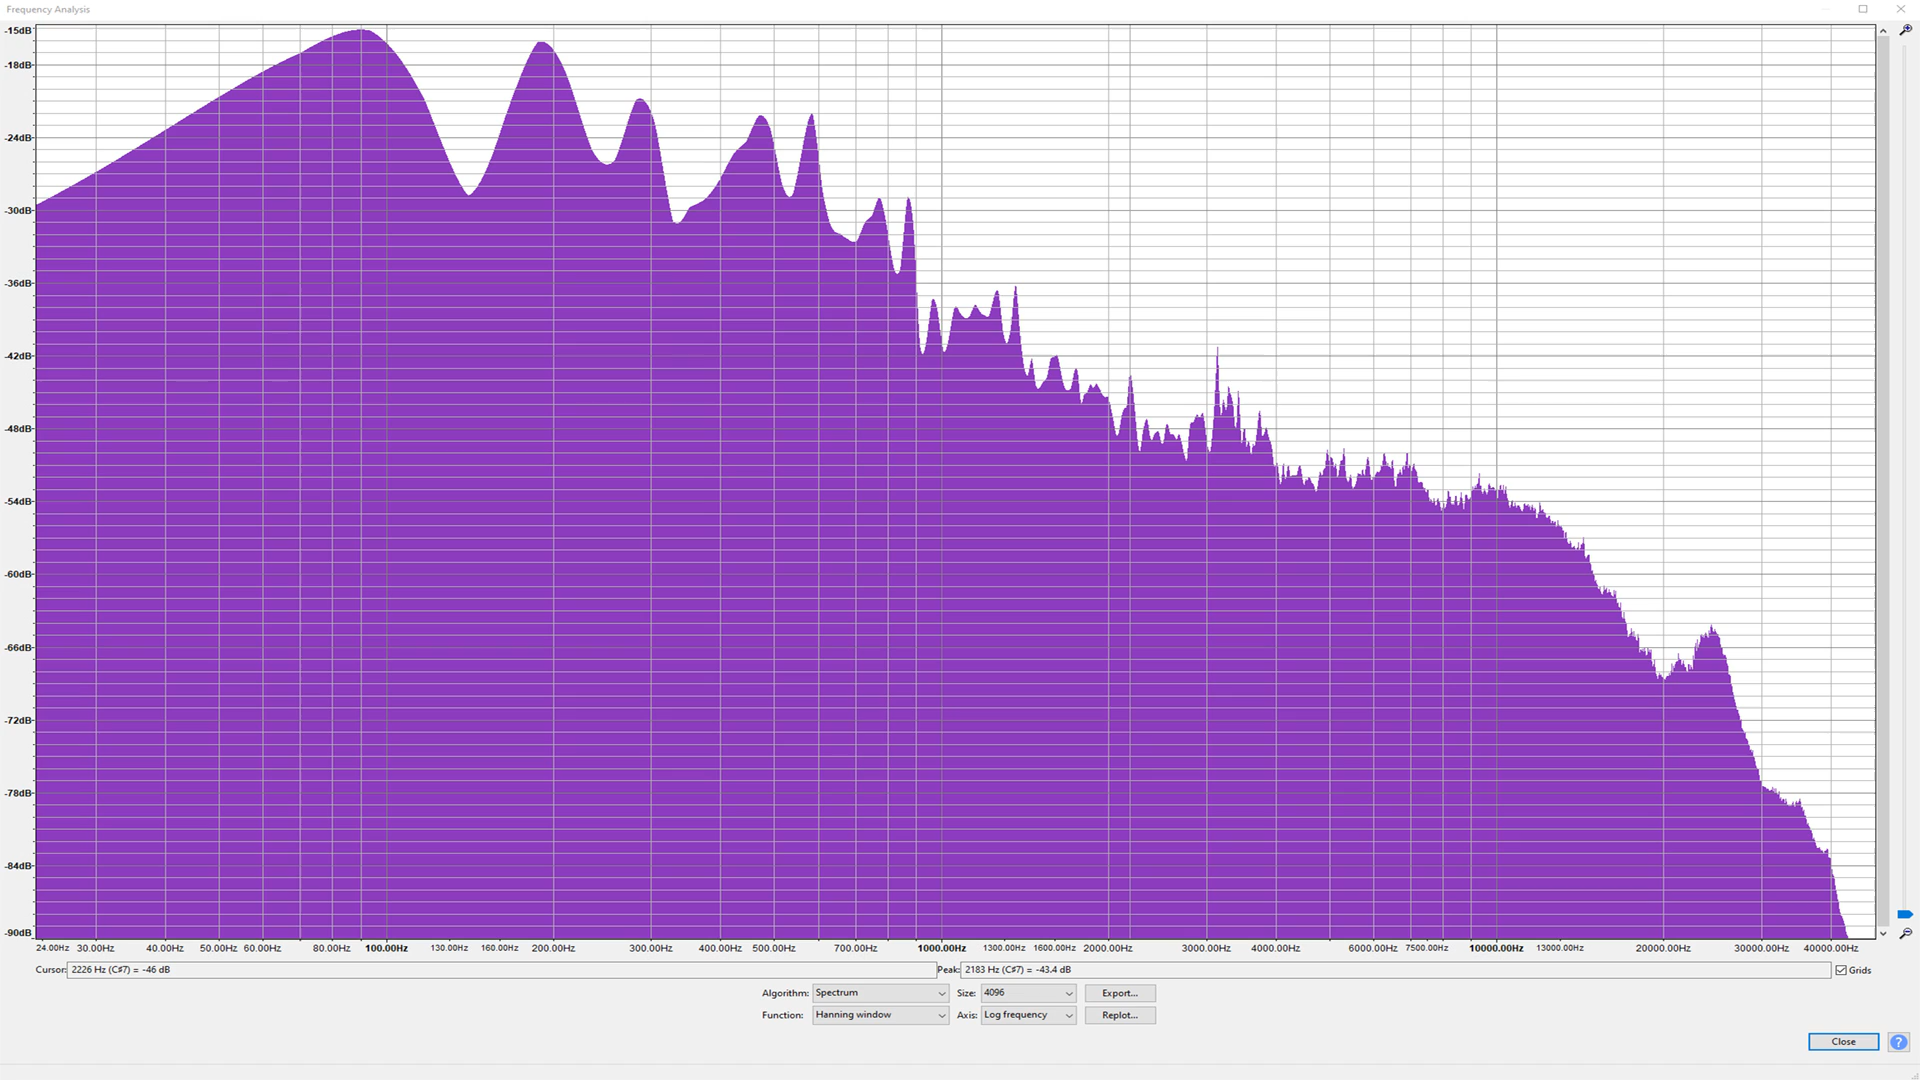 Frequency Analysis
-15dB
-18dB
-24dB
-30dB
-36dB
-42dB
-48dB
-54dB
-60dB
-66dB
-72dB
-78dB
-84dB
-90dB
24.00Hz 30.00Hz 40.00Hz 50.00Hz 60.00Hz 80.00Hz 100.00Hz 130.00Hz 160.00Hz 200.00Hz 300.00Hz 400.00Hz 500.00Hz 700.00Hz 1000.00Hz 1300.00Hz 1600.00Hz 2000.00Hz 3000.00Hz 4000.00Hz 6000.00Hz 7500.00Hz 10000.00Hz 13000.00Hz 20000.00Hz 30000.00Hz 40000.00Hz
Cursor: 2226 Hz (C♯7) = -46 dB Peak: 2183 Hz (C♯7) = -43.4 dB Grids
Algorithm: Spectrum Size: 4096 Export...
Function: Hanning window Axis: Log frequency Replot...
Close ?